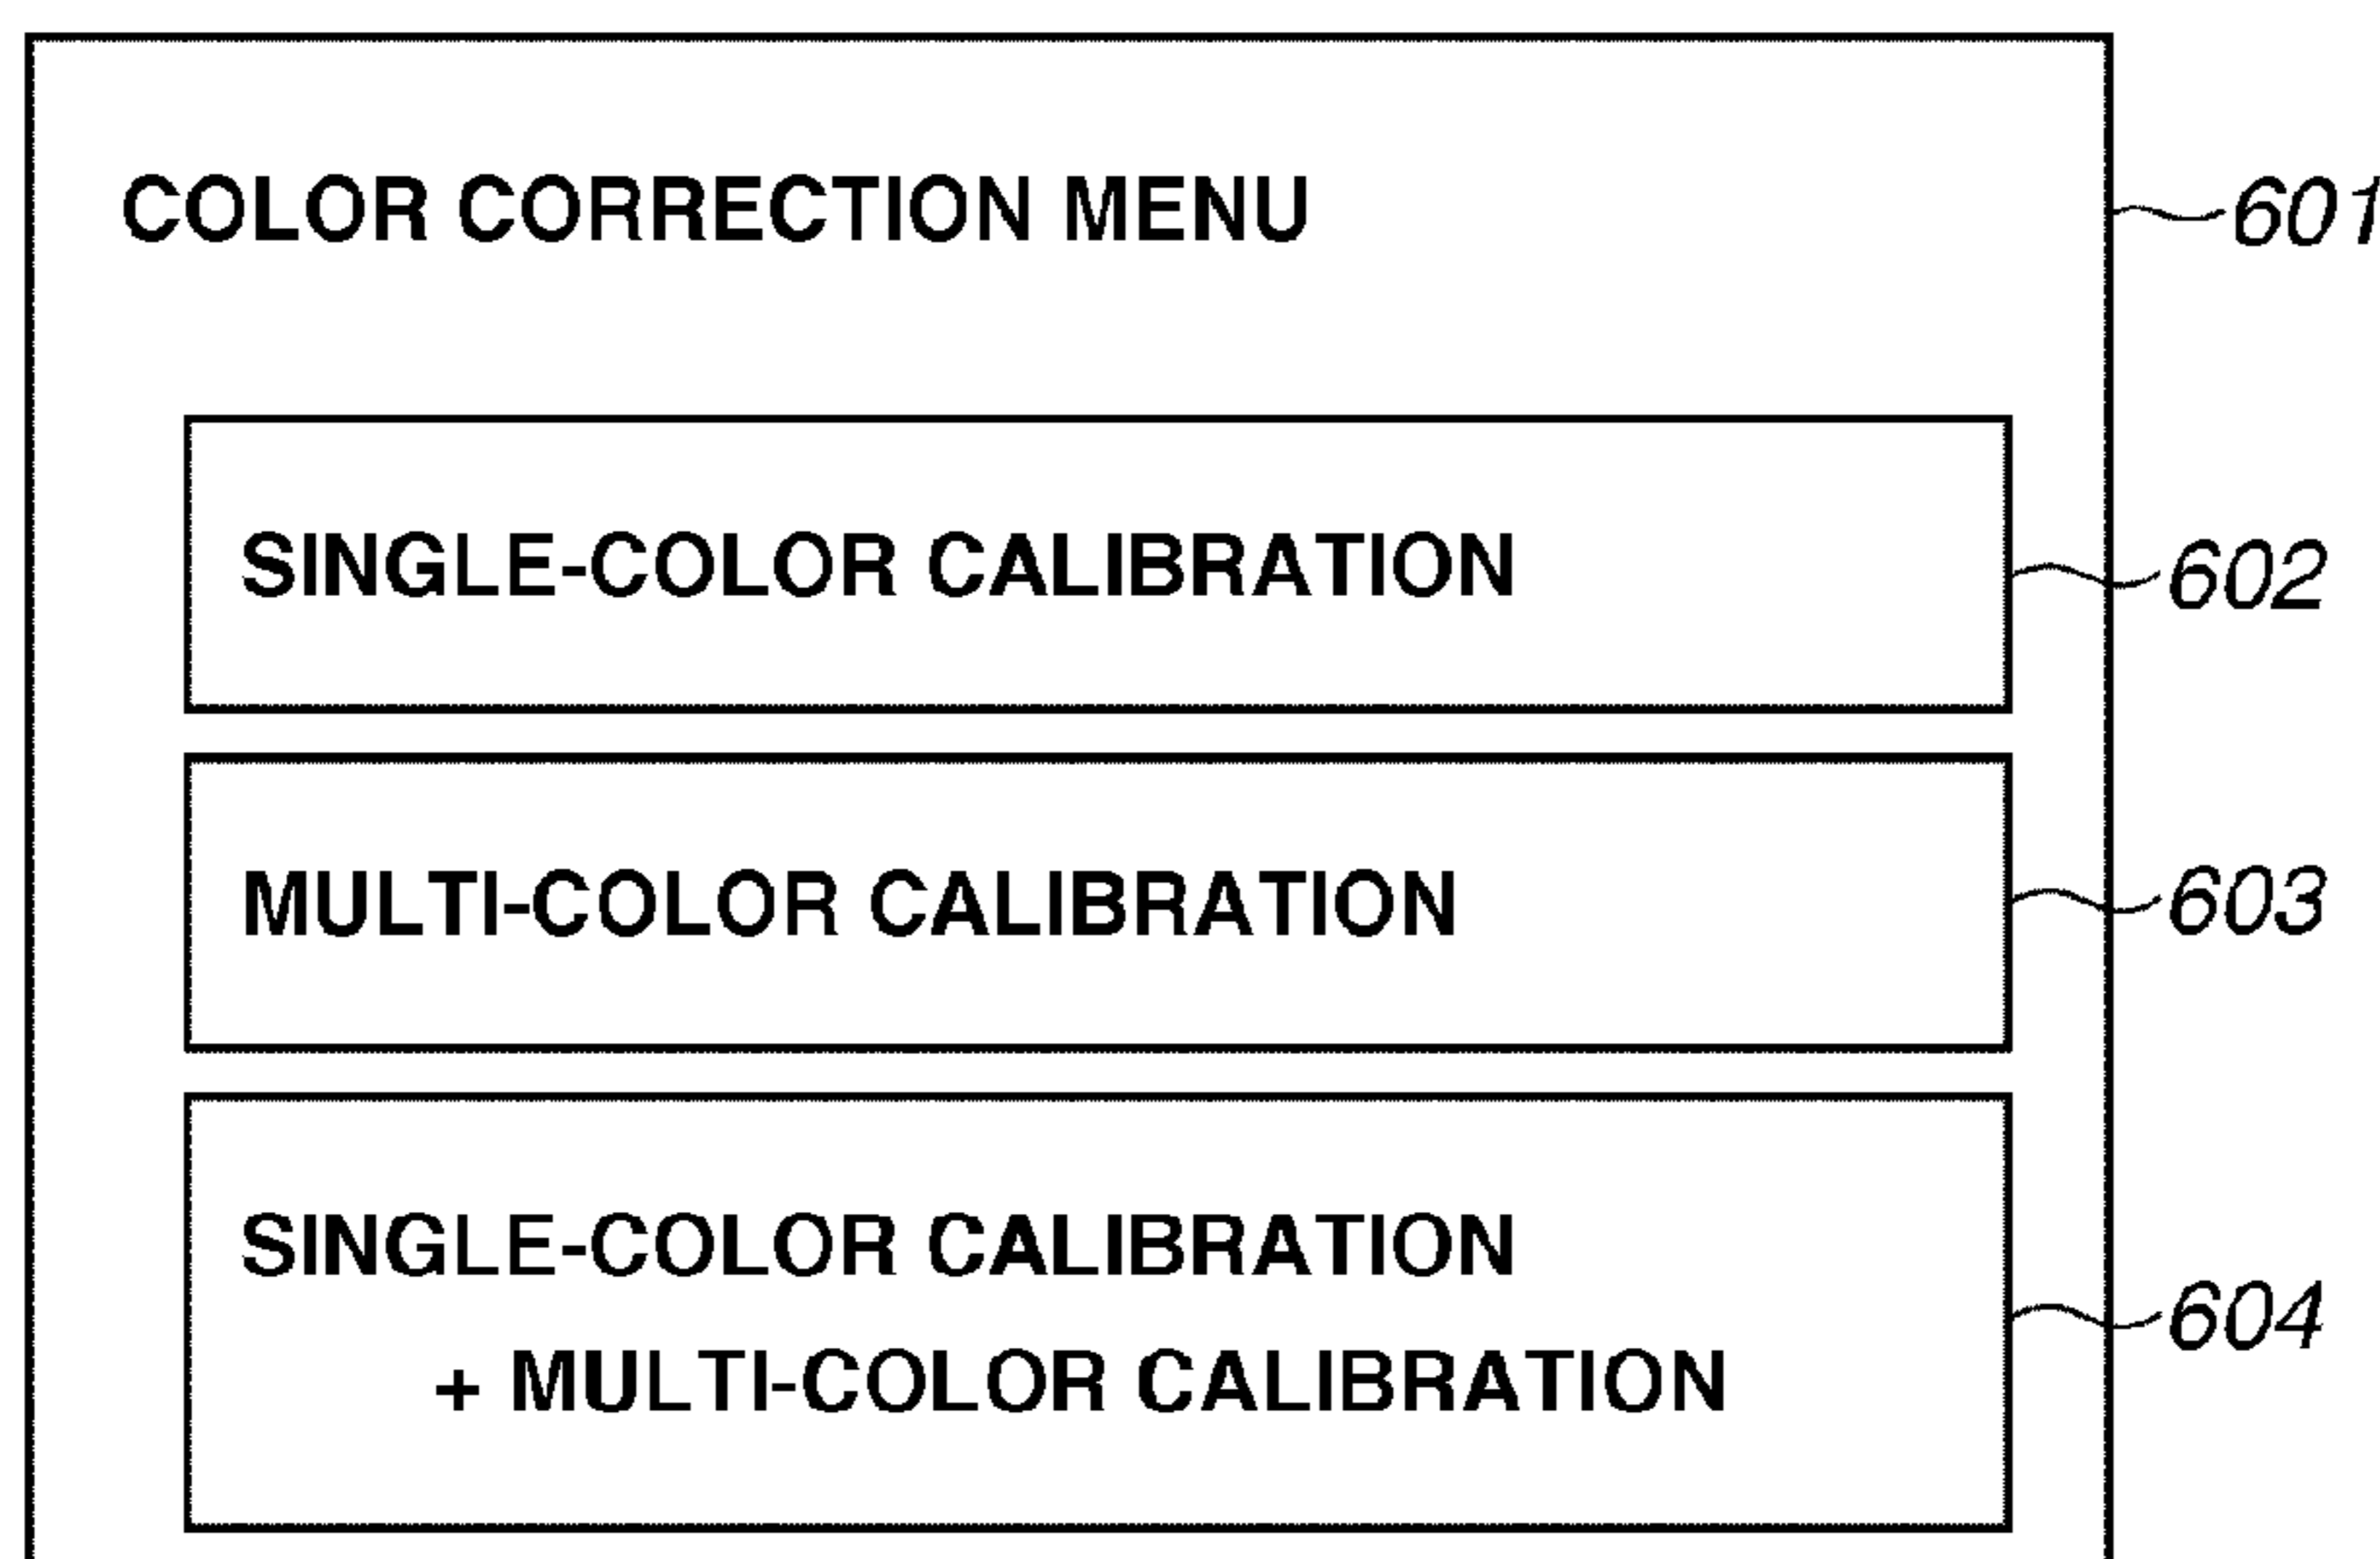 COLOR CORRECTION MENU
601
SINGLE-COLOR CALIBRATION
602
MULTI-COLOR CALIBRATION
603
SINGLE-COLOR CALIBRATION
+ MULTI-COLOR CALIBRATION
604